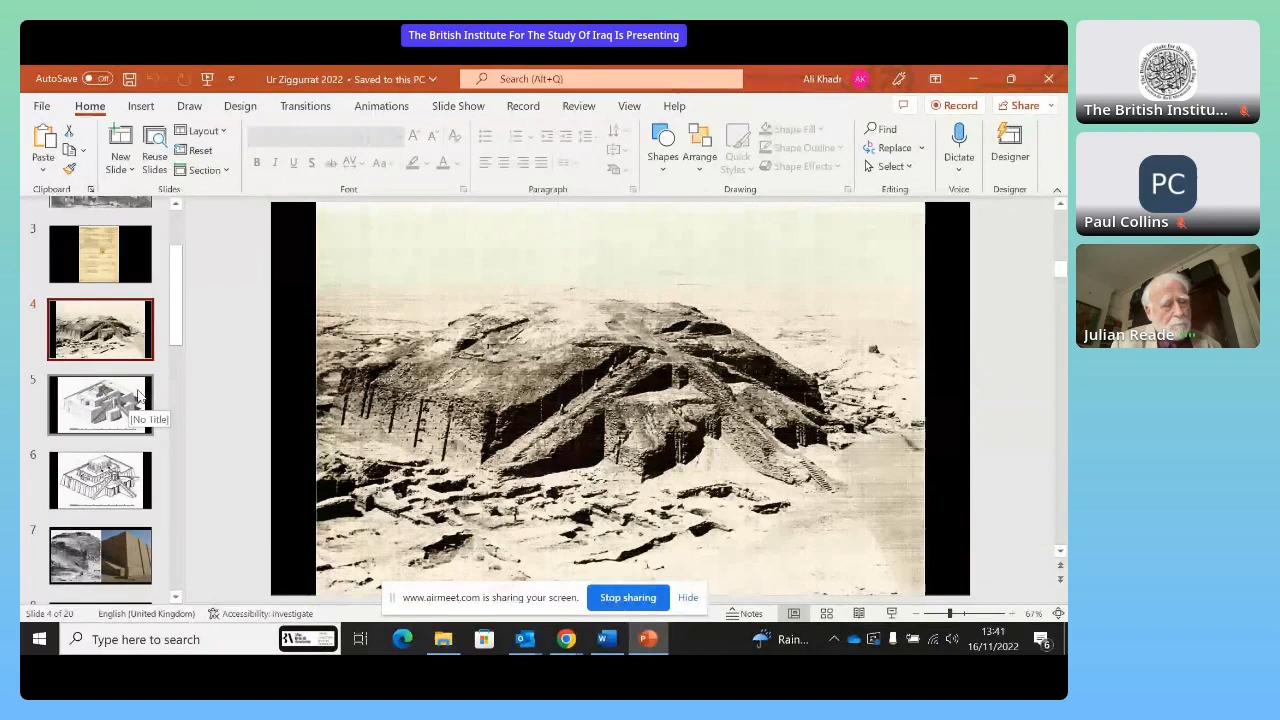 The British Institute For The Study Of Iraq Is Presenting
AutoSave Off
Ur Ziggurat 2022 • Saved to this PC
Search (Alt+Q)
Ali Khadr AK
File Home Insert Draw Design Transitions Animations Slide Show Record Review View Help
Record Share
Paste
New
Slide
Reuse
Slides
Layout
Reset
Section
Shapes
Arrange
Quick
Styles
Shape Fill
Shape Outline
Shape Effects
Find
Replace
Select
Dictate
Designer
Clipboard Slides Font Paragraph Drawing Editing Voice Designer
3
4
5
[No Title]
6
7
www.airmeet.com is sharing your screen. Stop sharing Hide
Slide 4 of 20 English (United Kingdom) Accessibility: Investigate Notes 67%
Type here to search
Rain...
13:41
16/11/2022
6
The British Institu...
PC
Paul Collins
Julian Reade